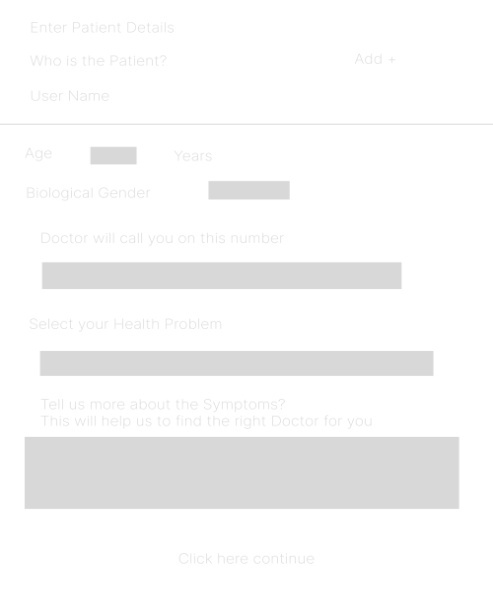 Enter Patient Details
Who is the Patient?
Add +
User Name
Age
Years
Biological Gender
Doctor will call you on this number
Select your Health Problem
Tell us more about the Symptoms?
This will help us to find the right Doctor for you
Click here continue